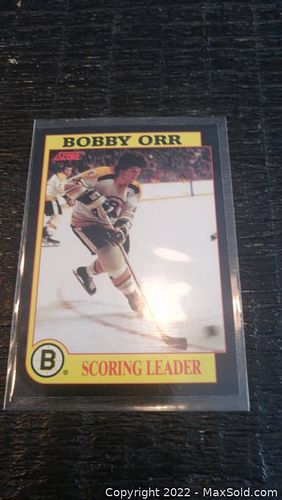 BOBBY ORR
SCORE
B
®
SCORING LEADER
Copyright 2022 - MaxSold.com